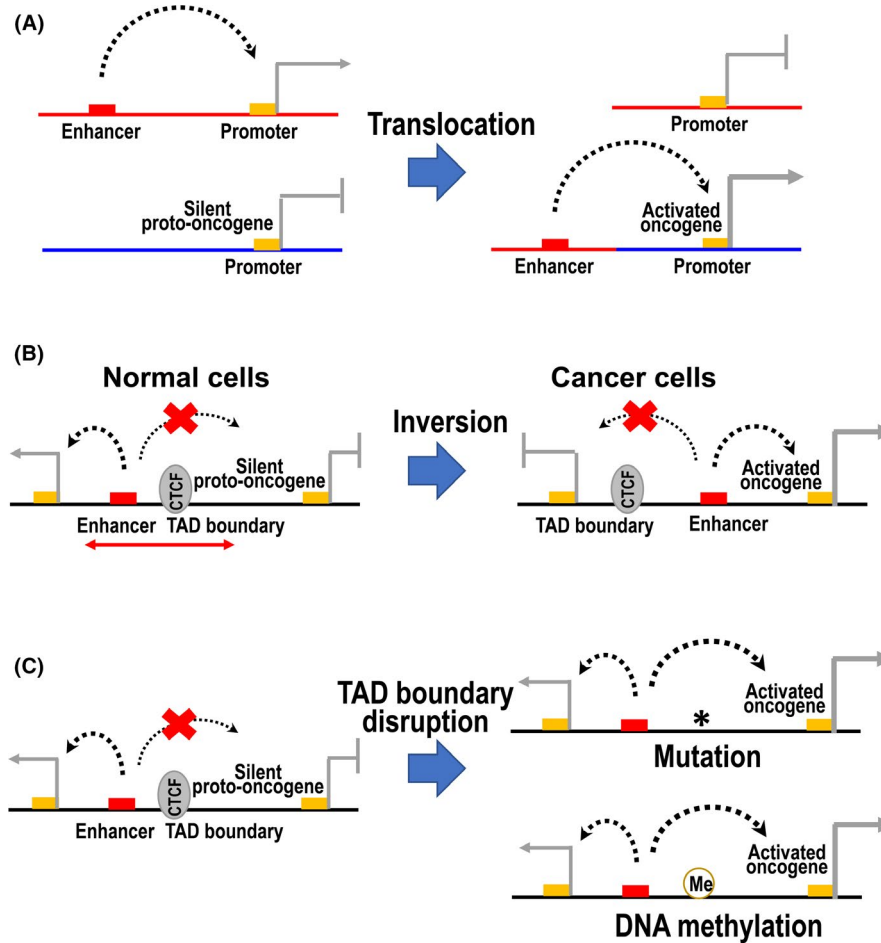 (A)
Enhancer
Promoter
Silent
proto-oncogene
Promoter
Translocation
Promoter
Activated
oncogene
Enhancer
Promoter
(B)
Normal cells
CTCF
Silent
proto-oncogene
Enhancer
TAD boundary
Inversion
Cancer cells
CTCF
Activated
oncogene
TAD boundary
Enhancer
(C)
CTCF
Silent
proto-oncogene
Enhancer
TAD boundary
TAD boundary
disruption
Activated
oncogene
*
Mutation
Activated
oncogene
Me
DNA methylation